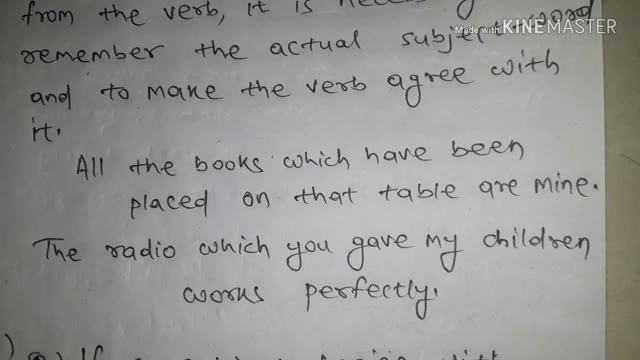 from the verb, it is
Made with KINEMASTER
remember the actual subject word
and to make the verb agree with
it.
All the books which have been
placed on that table are mine.
The radio which you gave my children
works perfectly.